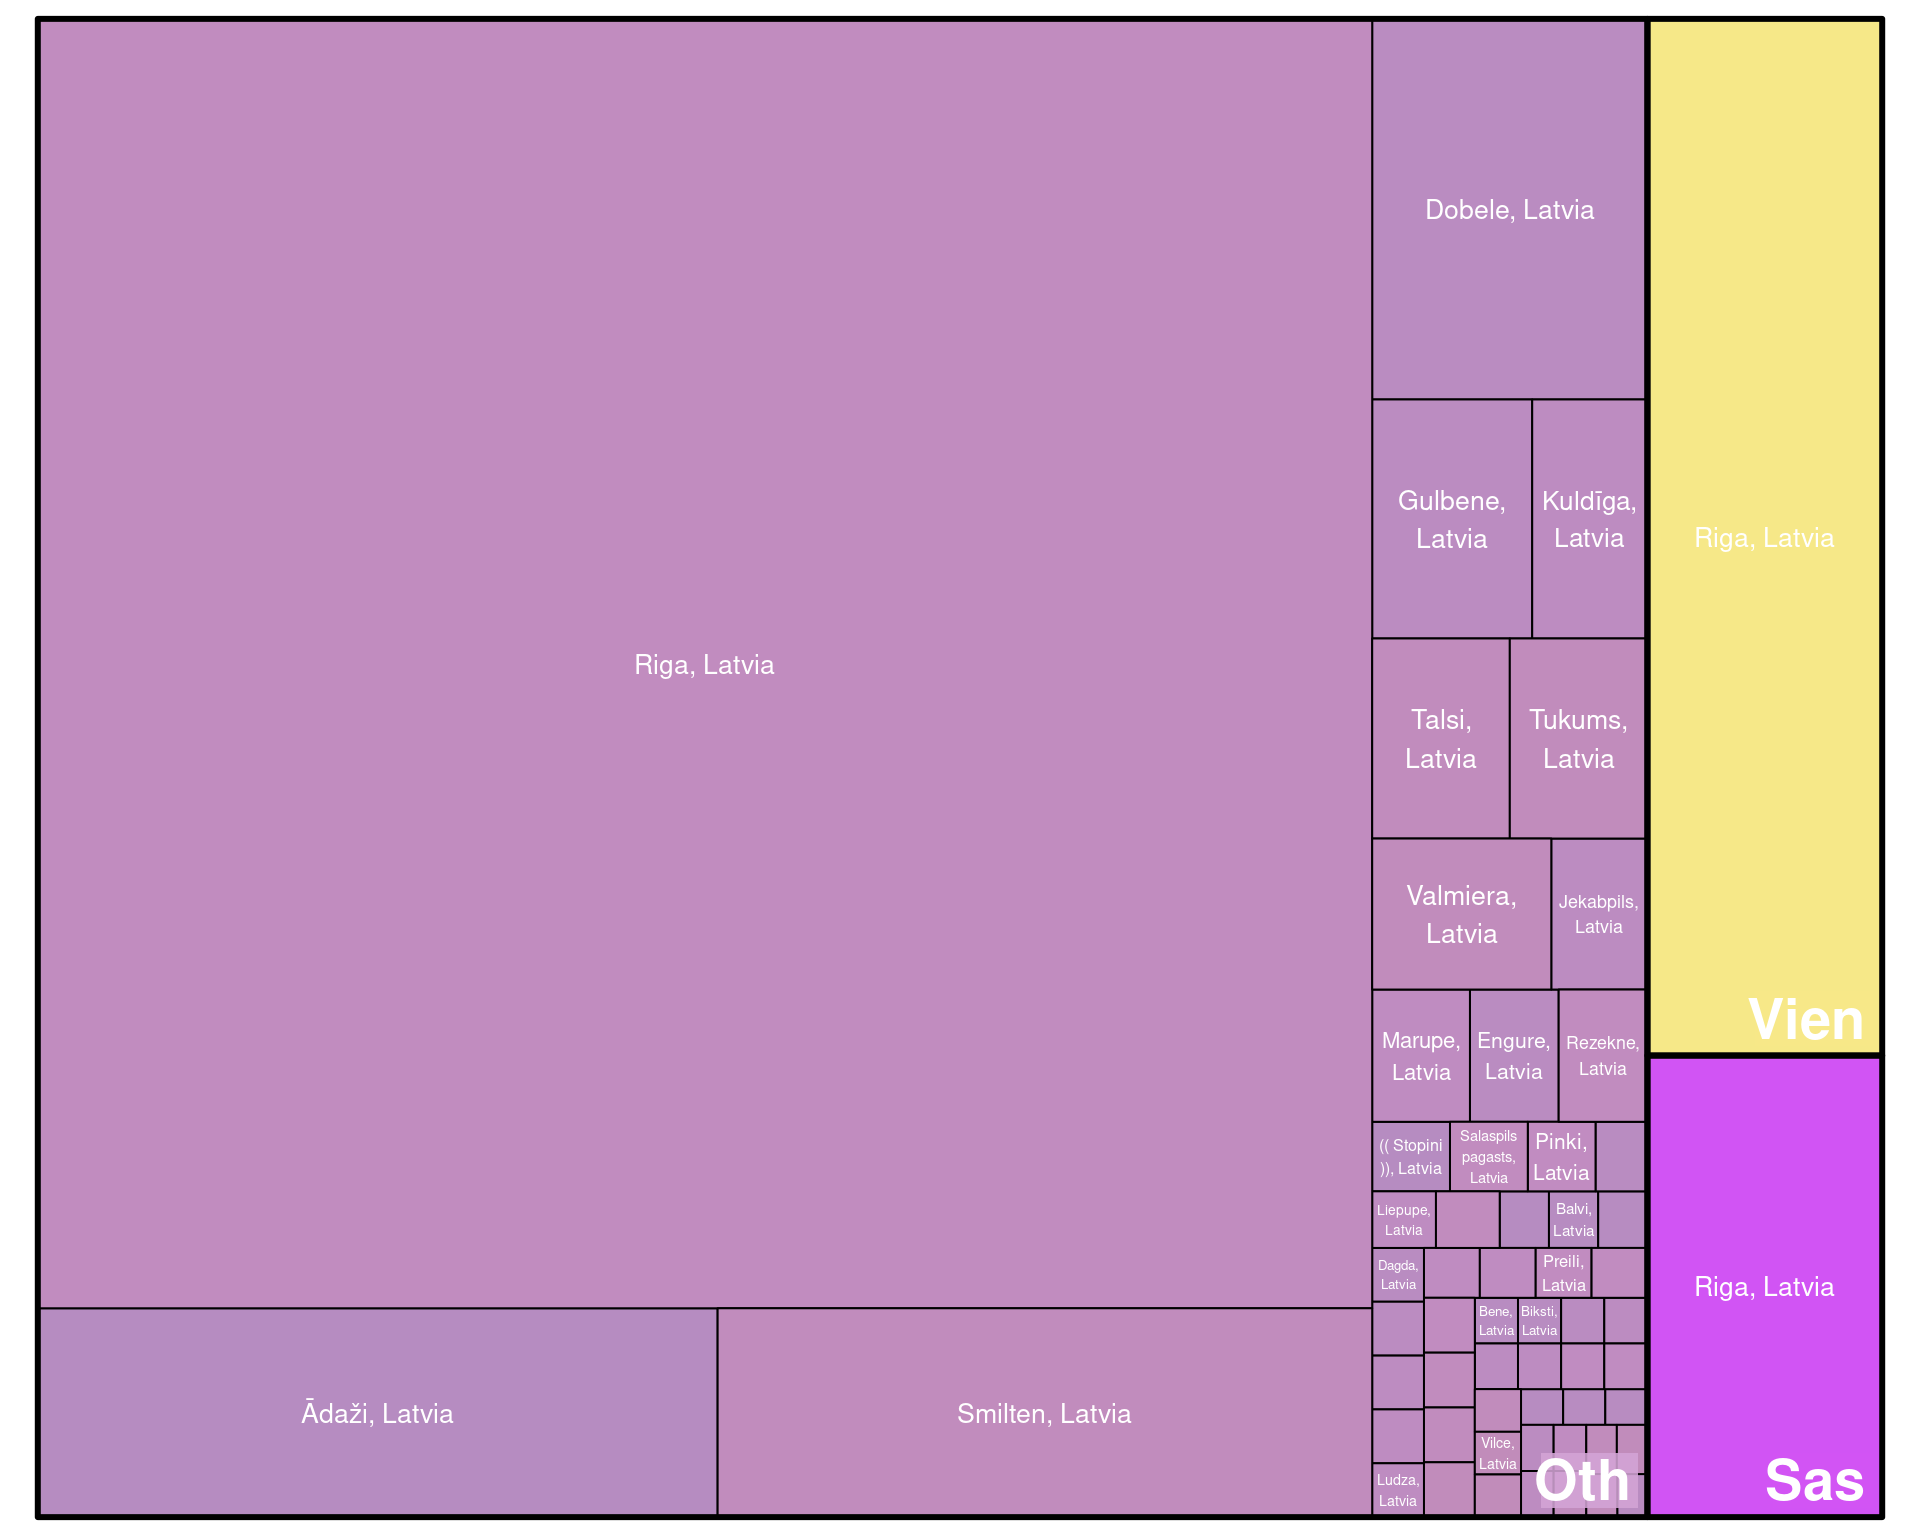 Riga, Latvia
Ādaži, Latvia
Smilten, Latvia
Dobele, Latvia
Gulbene,
Latvia
Kuldīga,
Latvia
Talsi,
Latvia
Tukums,
Latvia
Valmiera,
Latvia
Jekabpils,
Latvia
Marupe,
Latvia
Engure,
Latvia
Rezekne,
Latvia
(( Stopini
)), Latvia
Salaspils
pagasts,
Latvia
Pinki,
Latvia
Liepupe,
Latvia
Balvi,
Latvia
Dagda,
Latvia
Preili,
Latvia
Bene,
Latvia
Biksti,
Latvia
Vilce,
Latvia
Ludza,
Latvia
Oth
Riga, Latvia
Vien
Riga, Latvia
Sas